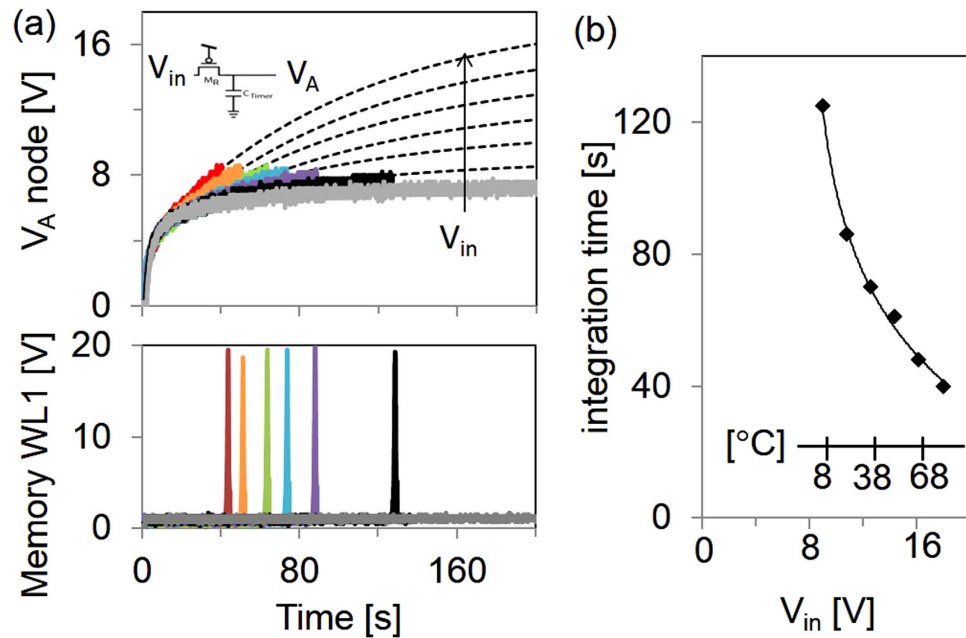 (a)
V_A node [V]
16
8
0
V_in
M_R
C_Timer
V_A
V_in
Memory WL1 [V]
20
10
0
0
80
160
Time [s]
(b)
integration time [s]
120
80
40
0
[°C]
8
38
68
0
8
16
V_in [V]